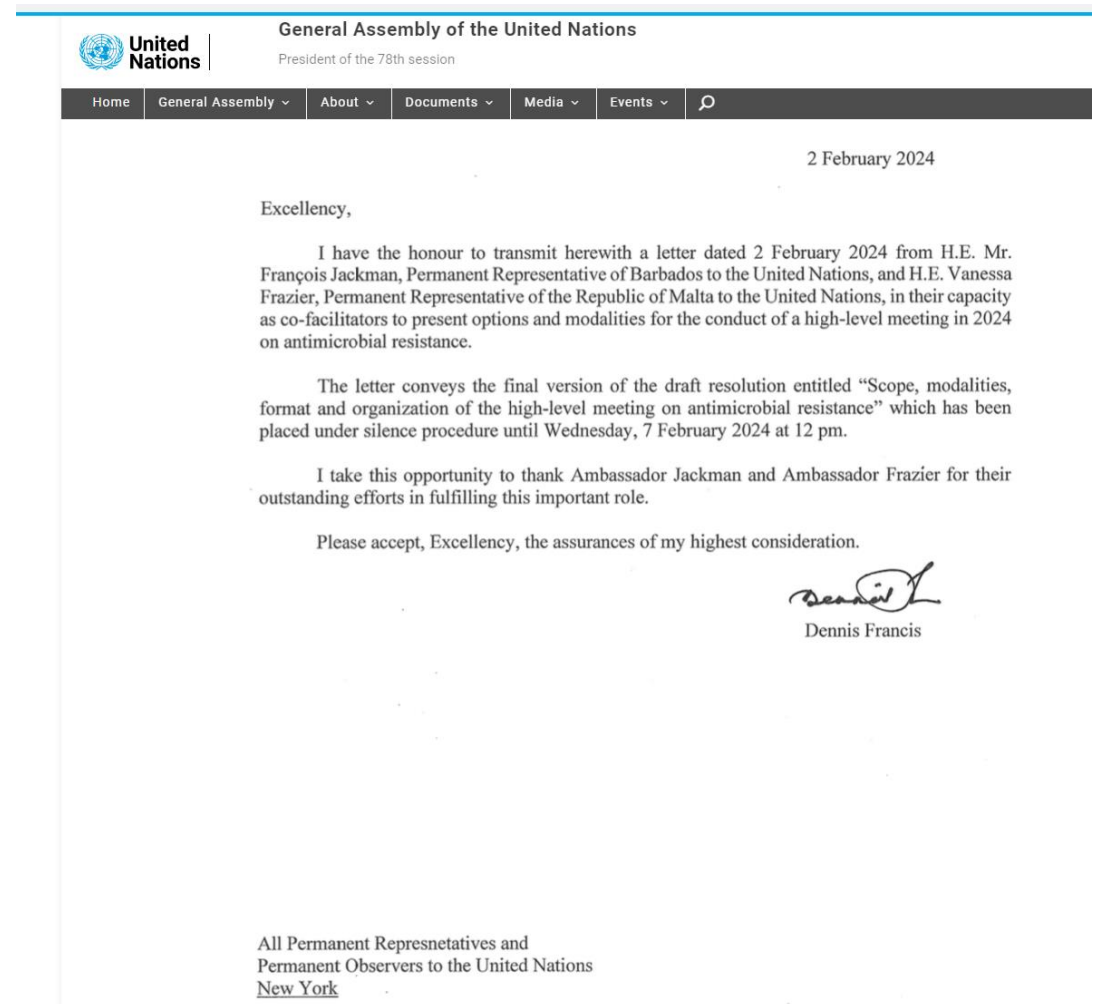 United
Nations
General Assembly of the United Nations
President of the 78th session
Home General Assembly About Documents Media Events
2 February 2024
Excellency,
I have the honour to transmit herewith a letter dated 2 February 2024 from H.E. Mr.
François Jackman, Permanent Representative of Barbados to the United Nations, and H.E. Vanessa
Frazier, Permanent Representative of the Republic of Malta to the United Nations, in their capacity
as co-facilitators to present options and modalities for the conduct of a high-level meeting in 2024
on antimicrobial resistance.
The letter conveys the final version of the draft resolution entitled “Scope, modalities,
format and organization of the high-level meeting on antimicrobial resistance” which has been
placed under silence procedure until Wednesday, 7 February 2024 at 12 pm.
I take this opportunity to thank Ambassador Jackman and Ambassador Frazier for their
outstanding efforts in fulfilling this important role.
Please accept, Excellency, the assurances of my highest consideration.
Dennis Francis
All Permanent Represnetatives and
Permanent Observers to the United Nations
New York